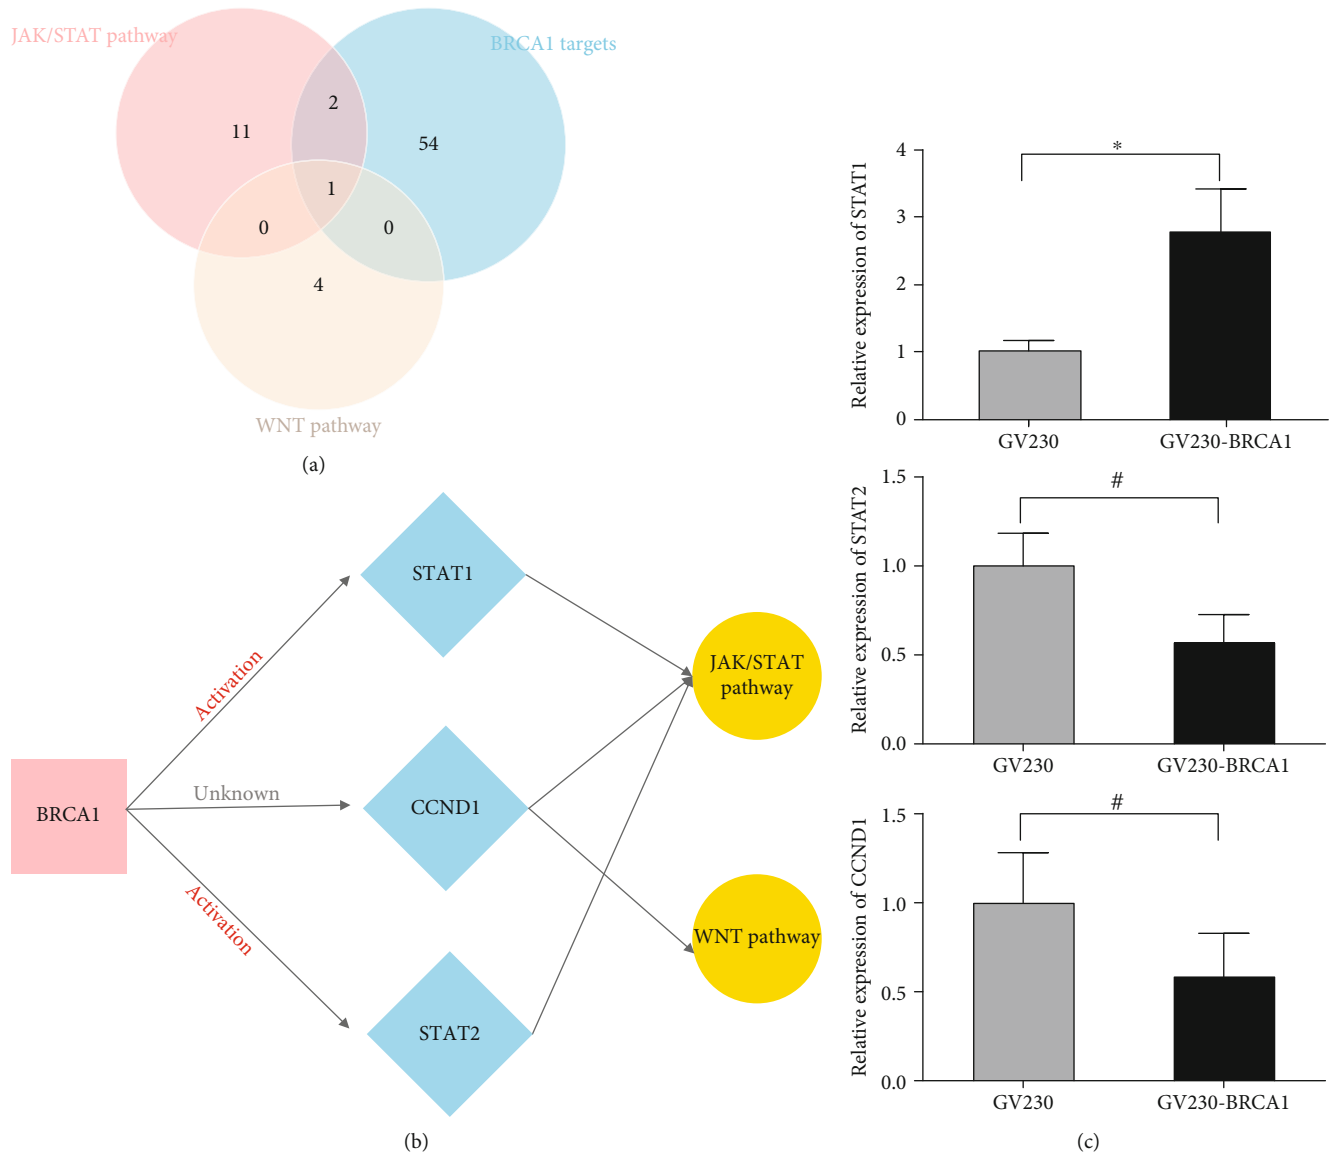 JAK/STAT pathway
BRCA1 targets
2
11
54
1
0
0
4
WNT pathway
(a)
STAT1
Activation
JAK/STAT
pathway
Unknown
BRCA1
CCND1
Activation
WNT pathway
STAT2
(b)
Relative expression of STAT1
4
3
2
1
0
*
GV230
GV230-BRCA1
Relative expression of STAT2
1.5
1.0
0.5
0.0
#
GV230
GV230-BRCA1
Relative expression of CCND1
1.5
1.0
0.5
0.0
#
GV230
GV230-BRCA1
(c)